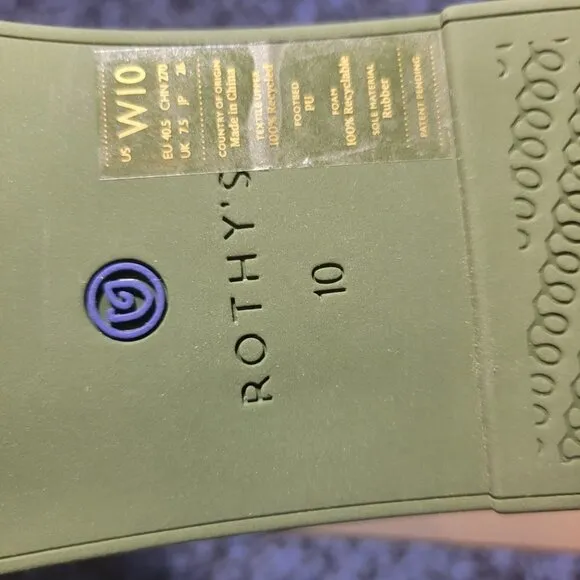 US W10
EU 40.5 CHN 270
UK 7.5 JP
COUNTRY OF ORIGIN
Made in China
TEXTILE UPPER
100% Recycled
FOOTBED
PU
FOAM
100% Recyclable
SOLE MATERIAL
Rubber
PATENT PENDING
ROTHY'S
10